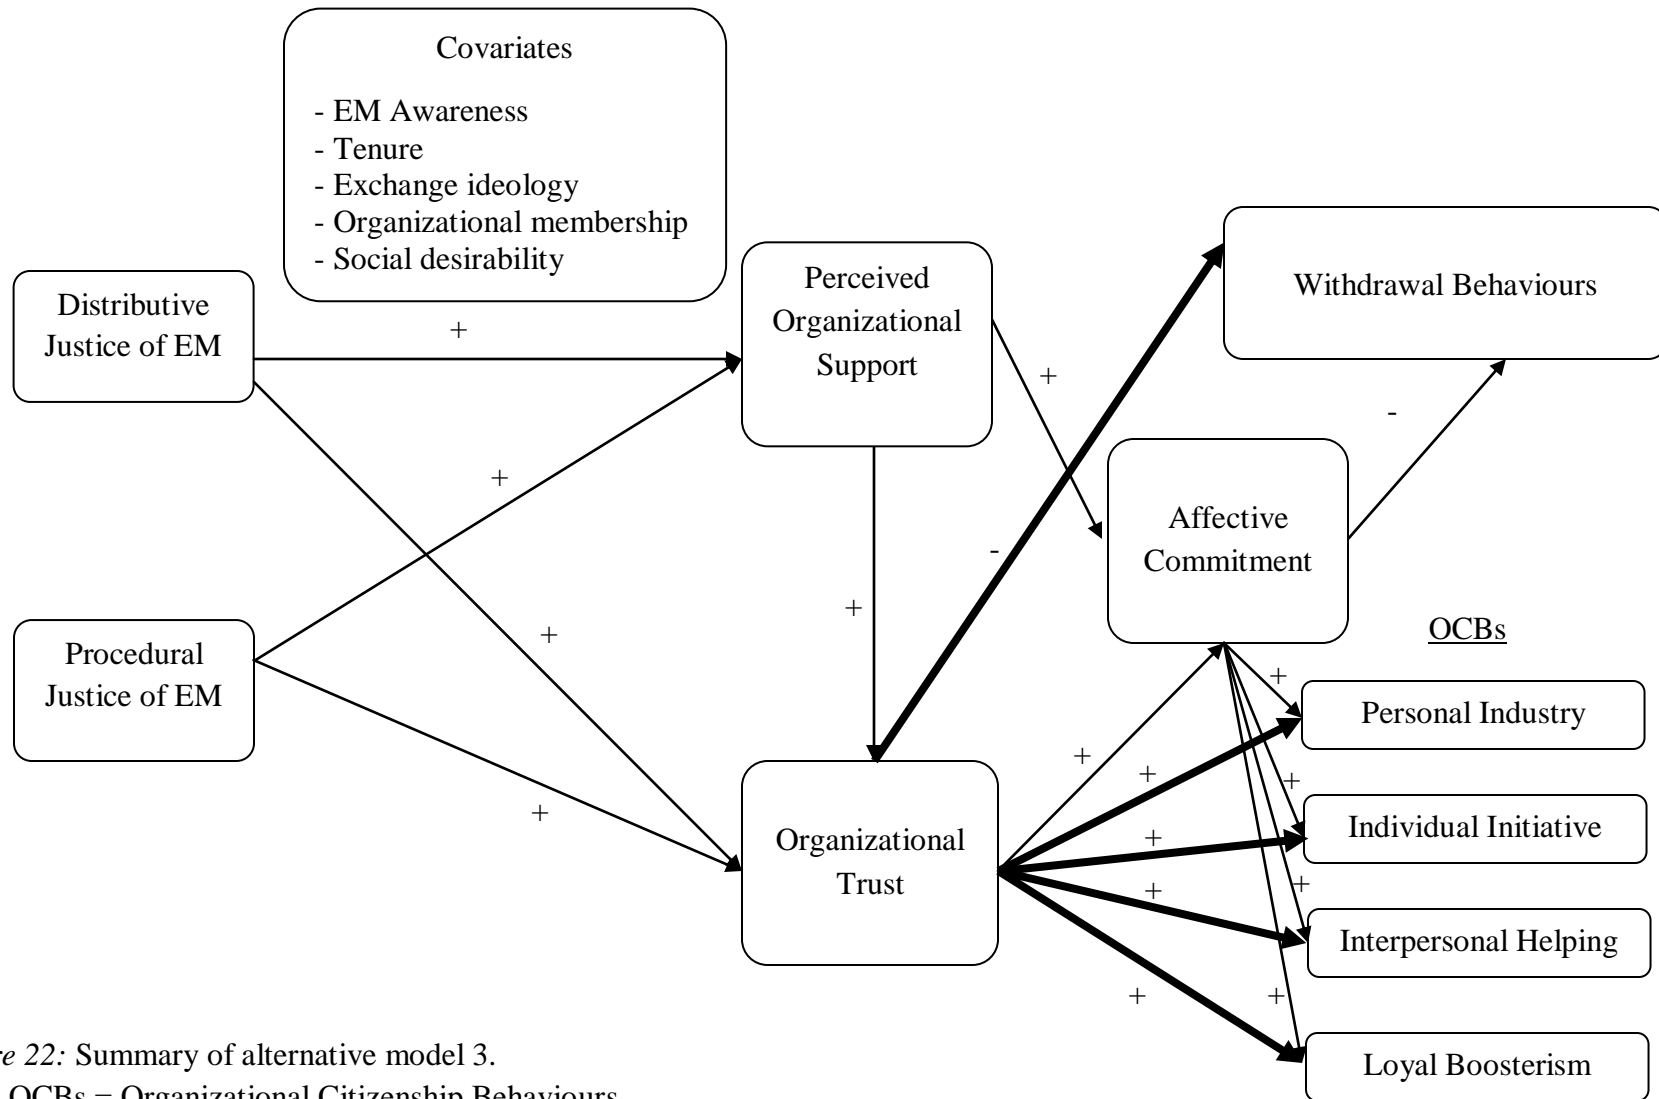 Covariates
- EM Awareness
- Tenure
- Exchange ideology
- Organizational membership
- Social desirability
Distributive
Justice of EM
Procedural
Justice of EM
Perceived
Organizational
Support
Organizational
Trust
Affective
Commitment
Withdrawal Behaviours
OCBs
Personal Industry
Individual Initiative
Interpersonal Helping
Loyal Boosterism
+
+
+
+
+
+
-
-
+
+
+
+
+
+
+
+
+
re 22: Summary of alternative model 3.
OCBs = Organizational Citizenship Behaviours